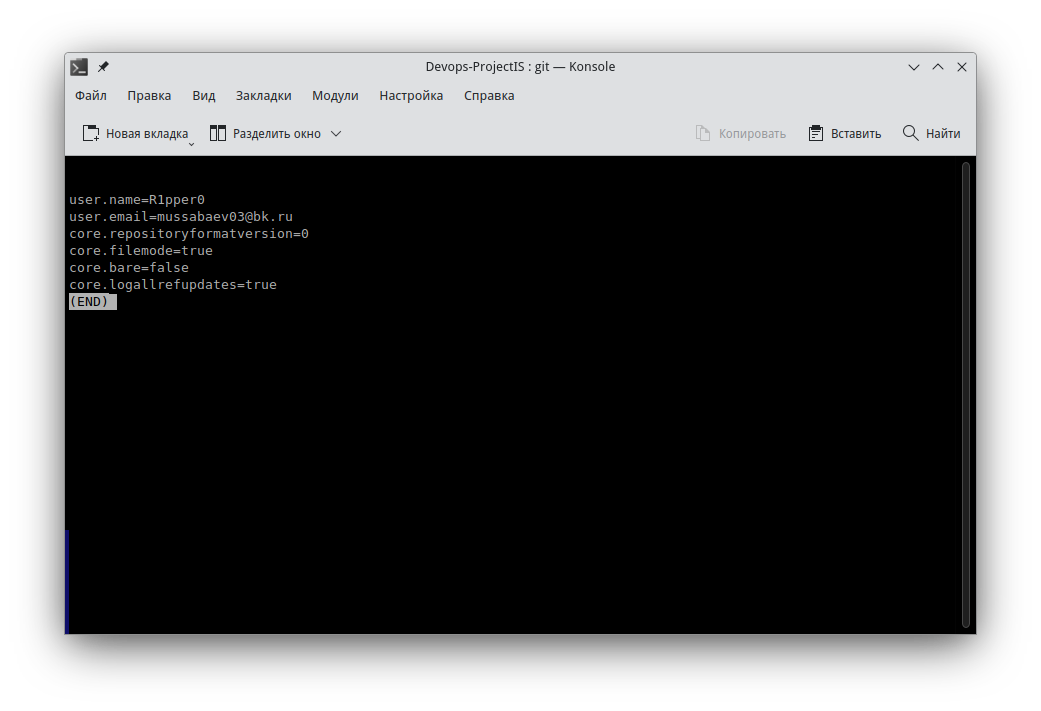 Devops-ProjectIS : git — Konsole
Файл Правка Вид Закладки Модули Настройка Справка
Новая вкладка Разделить окно Копировать Вставить Найти
user.name=R1pper0
user.email=mussabaev03@bk.ru
core.repositoryformatversion=0
core.filemode=true
core.bare=false
core.logallrefupdates=true
(END)